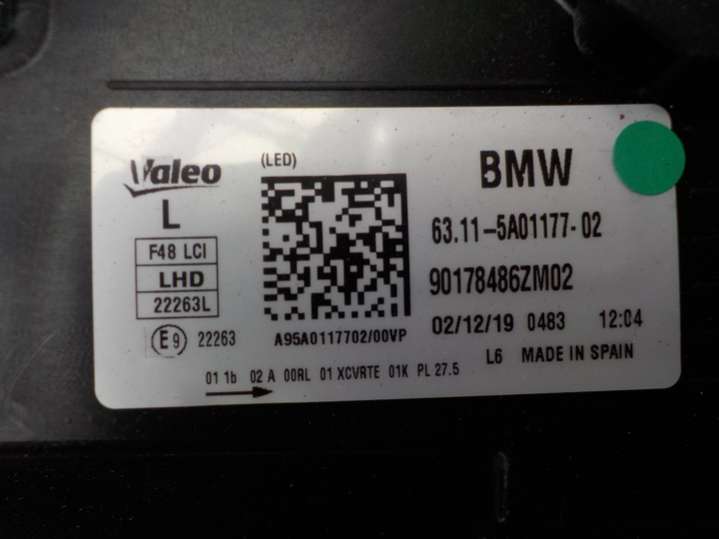 Valeo
(LED)
BMW
L
F48 LCI
LHD
22263L
E9 22263
A95A0117702/00VP
63.11-5A01177-02
90178486ZM02
02/12/19 0483 12:04
L6 MADE IN SPAIN
01 1b 02 A 00RL 01 XCVRTE 01K PL 27.5